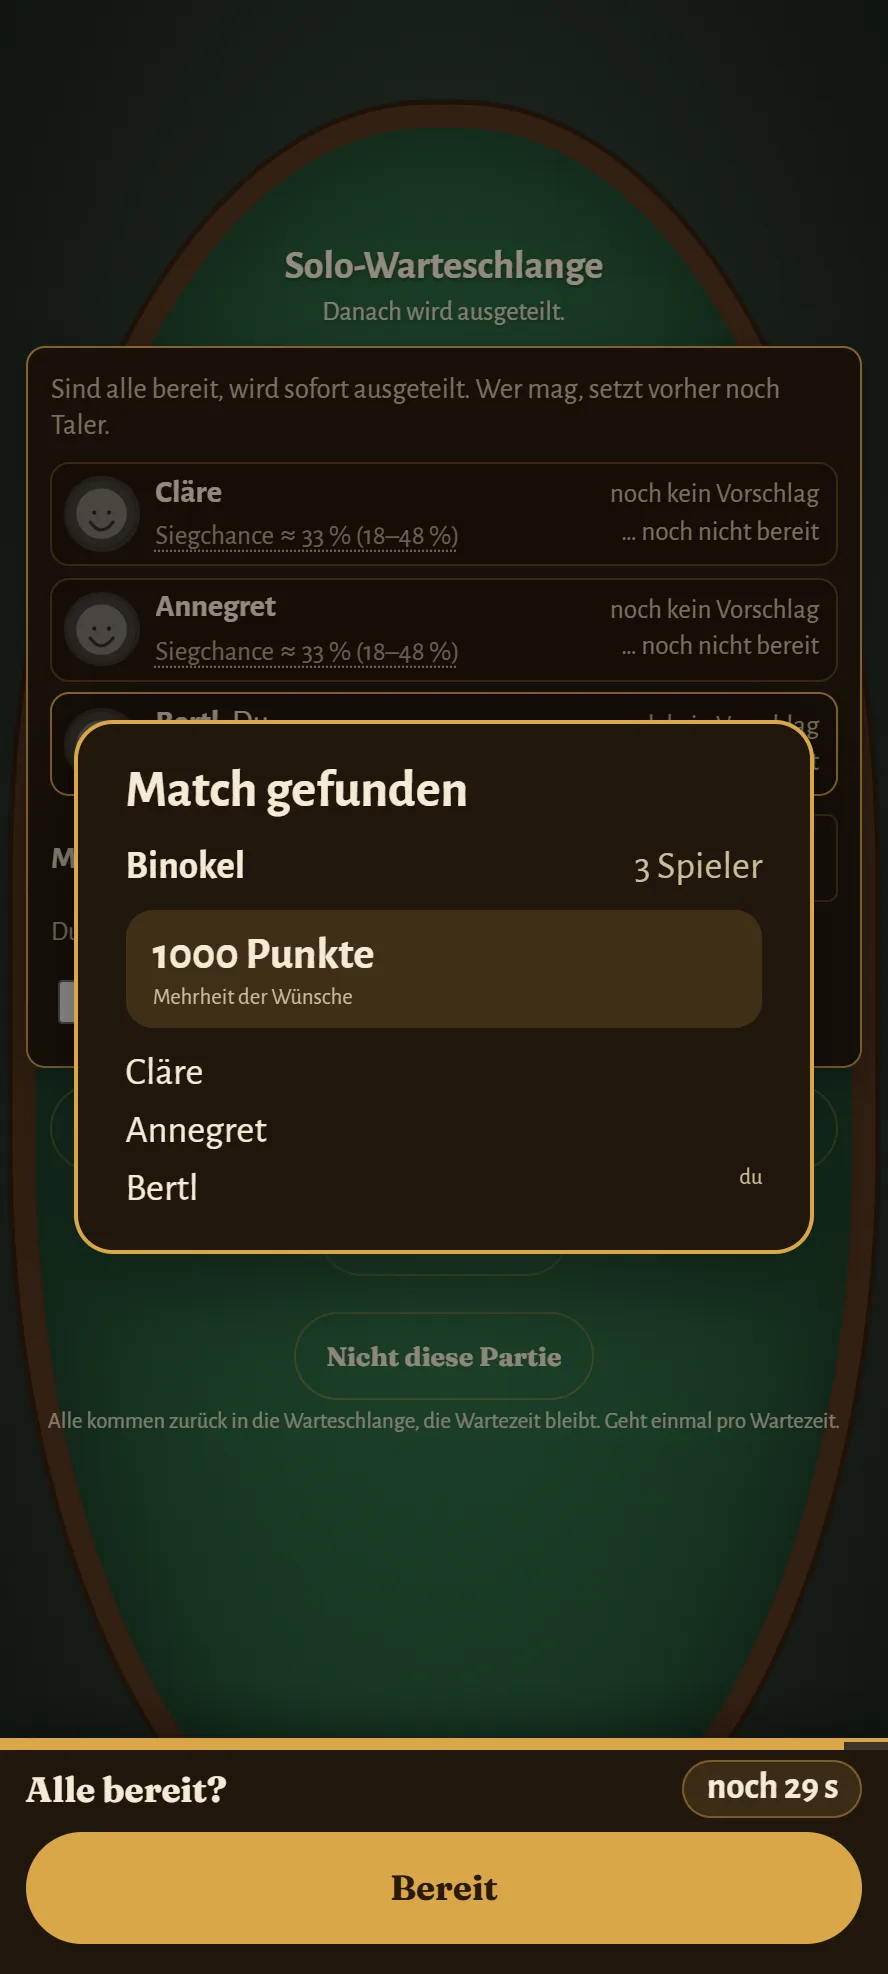 Solo-Warteschlange
Danach wird ausgeteilt.
Sind alle bereit, wird sofort ausgeteilt. Wer mag, setzt vorher noch
Taler.
Cläre
noch kein Vorschlag
Siegchance ≈ 33 % (18–48 %)
... noch nicht bereit
Annegret
noch kein Vorschlag
Siegchance ≈ 33 % (18–48 %)
... noch nicht bereit
Match gefunden
Binokel
3 Spieler
1000 Punkte
Mehrheit der Wünsche
Cläre
Annegret
Bertl
du
Nicht diese Partie
Alle kommen zurück in die Warteschlange, die Wartezeit bleibt. Geht einmal pro Wartezeit.
Alle bereit?
noch 29 s
Bereit